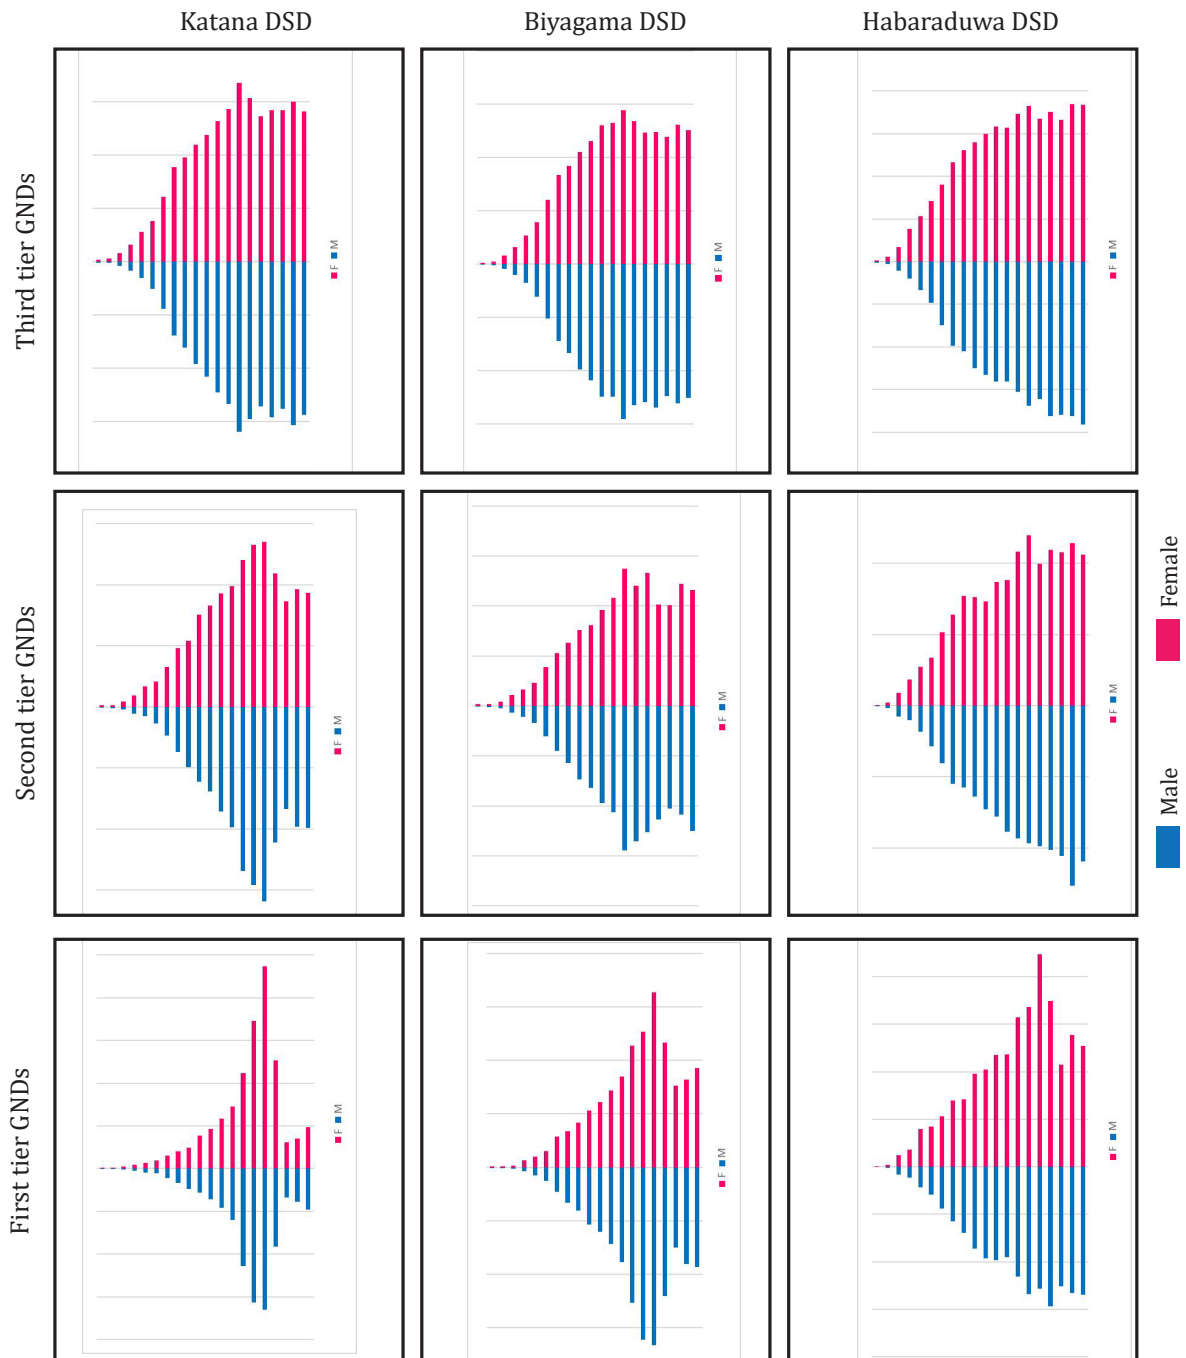 Katana DSD
Biyagama DSD
Habaraduwa DSD
Third tier GNDs
F M
F M
F M
Second tier GNDs
F M
F M
F M
First tier GNDs
F M
F M
F M
Male
Female